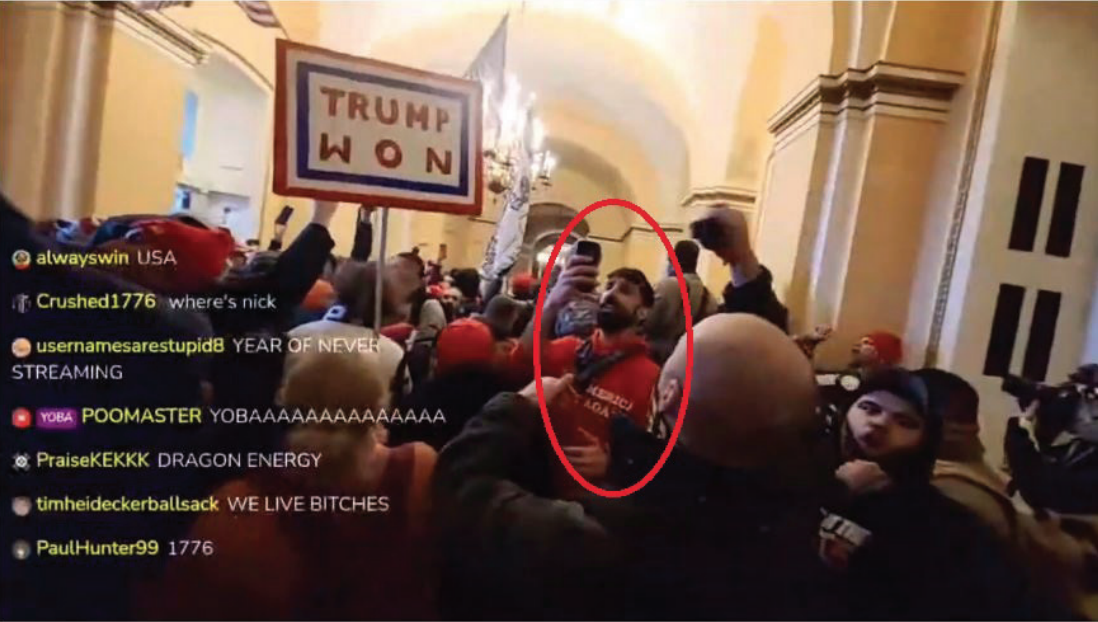 TRUMP
WON
alwayswin USA
Crushed1776 where's nick
usernamesarestupid8 YEAR OF NEVER
STREAMING
YOBA POOMASTER YOBAAAAAAAAAAAAAA
PraiseKEKKK DRAGON ENERGY
timheideckerballsack WE LIVE BITCHES
PaulHunter99 1776